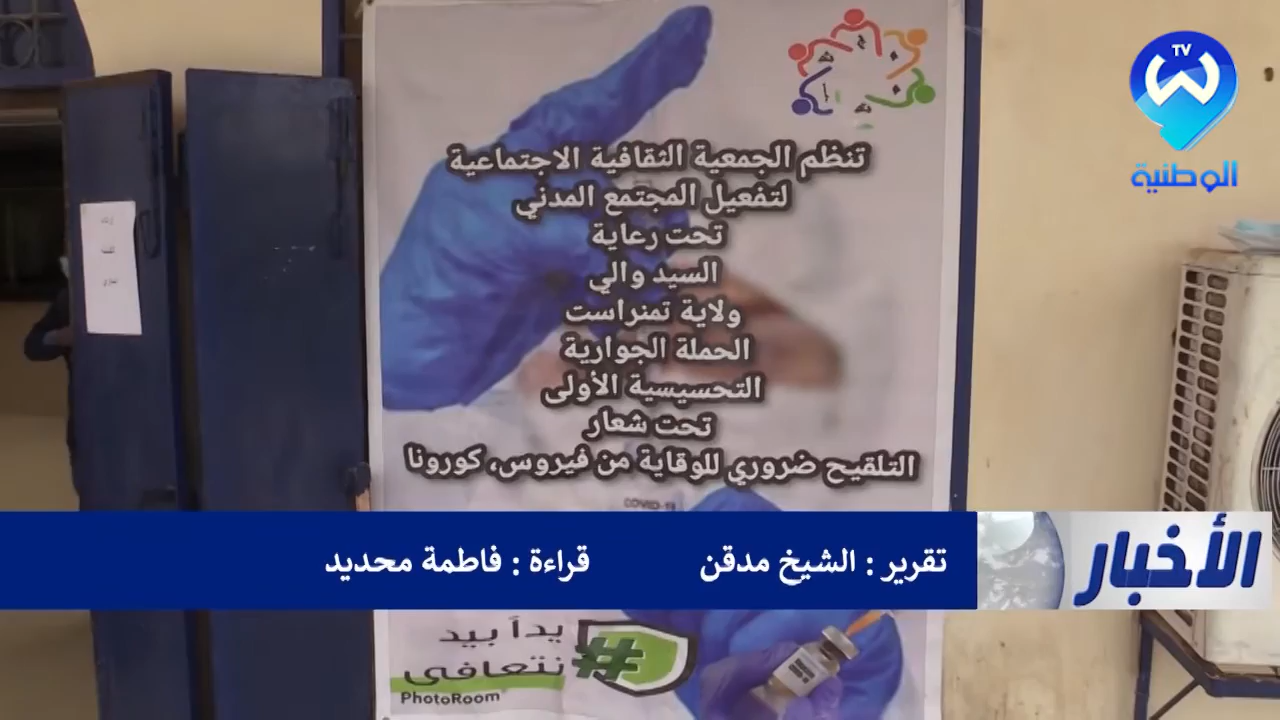 TV
الوطنية
تنظم الجمعية الثقافية الاجتماعية
لتفعيل المجتمع المدني
تحت رعاية
السيد والي
ولاية تمنراست
الحملة الجوارية
التحسيسية الأولى
تحت شعار
التلقيح ضروري للوقاية من فيروس، كورونا
COVID-19
الأخبار
تقرير : الشيخ مدقن
قراءة : فاطمة محديد
يدا بيد
#نتعافى
PhotoRoom